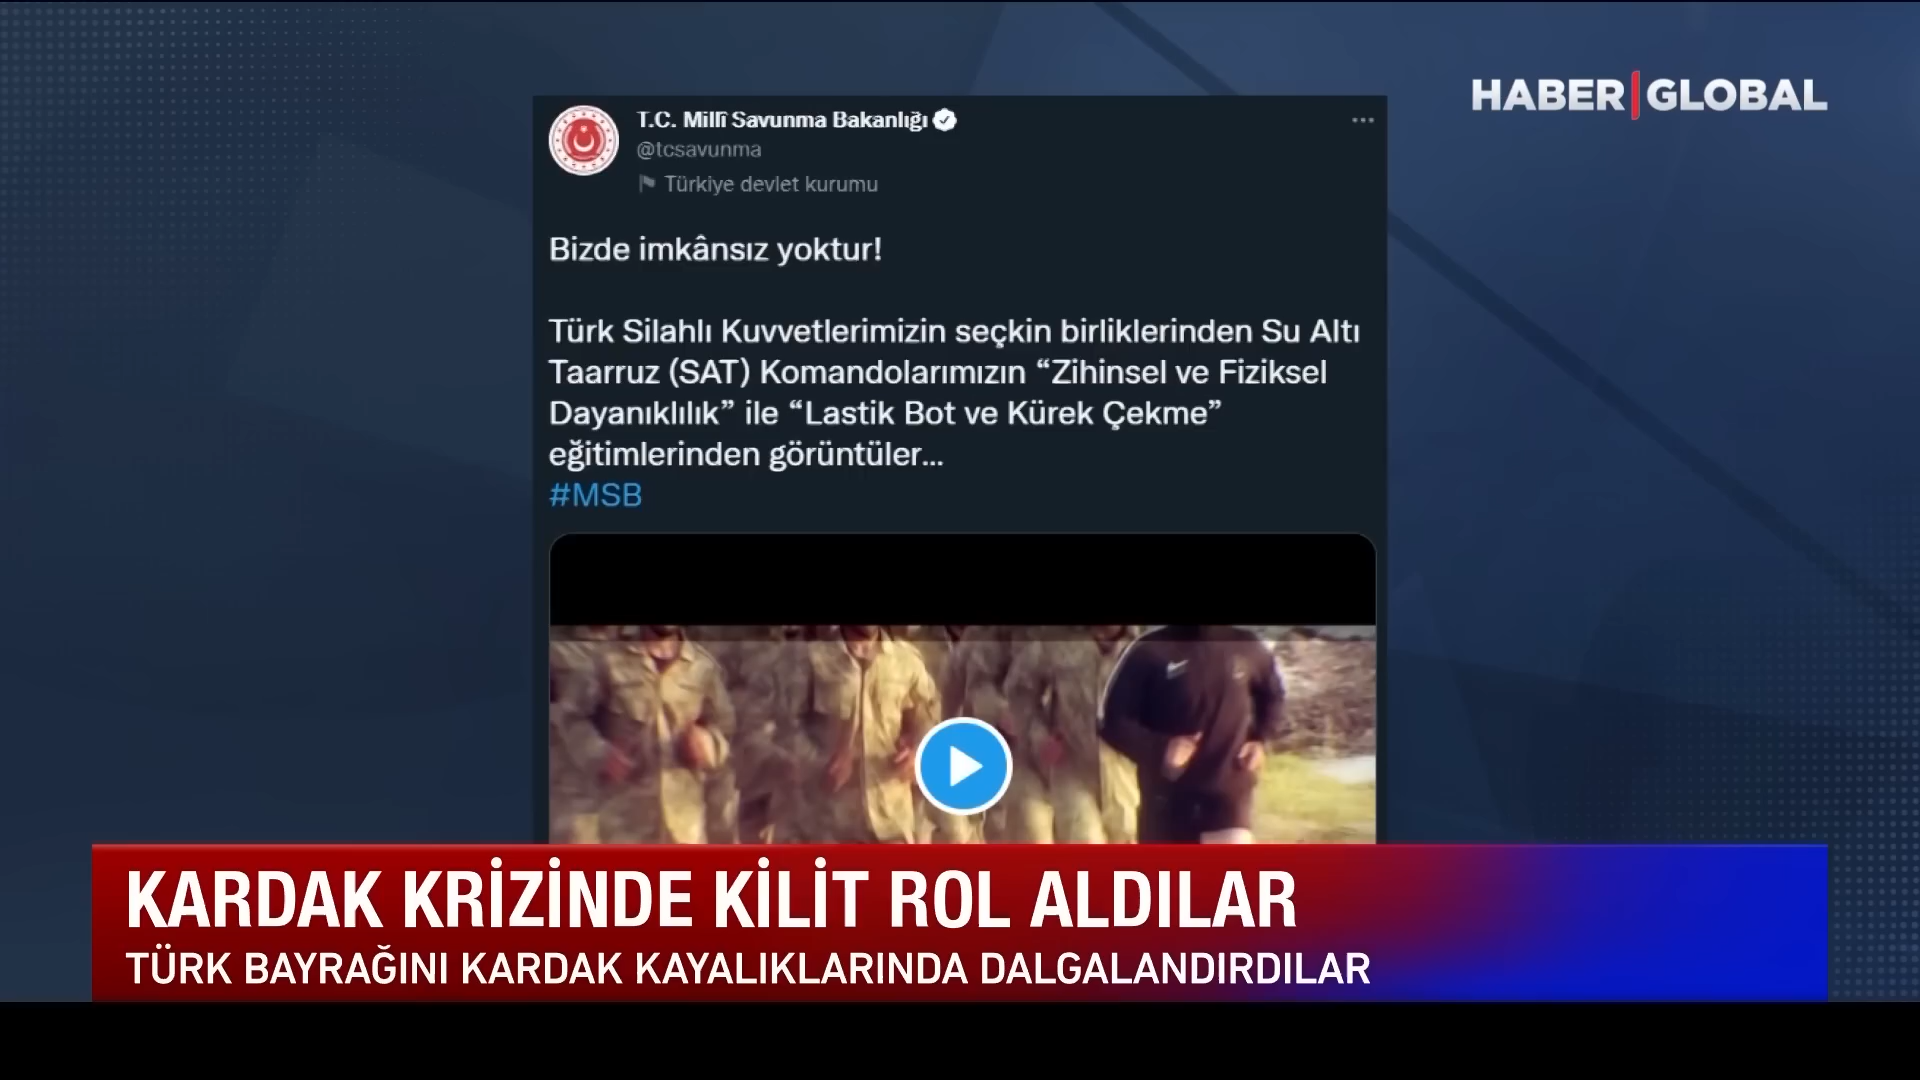 HABER|GLOBAL
T.C. Millî Savunma Bakanlığı
@tcsavunma
Türkiye devlet kurumu
Bizde imkânsız yoktur!
Türk Silahlı Kuvvetlerimizin seçkin birliklerinden Su Altı
Taarruz (SAT) Komandolarımızın “Zihinsel ve Fiziksel
Dayanıklılık” ile “Lastik Bot ve Kürek Çekme”
eğitimlerinden görüntüler...
#MSB
KARDAK KRİZİNDE KİLİT ROL ALDILAR
TÜRK BAYRAĞINI KARDAK KAYALIKLARINDA DALGALANDIRDILAR